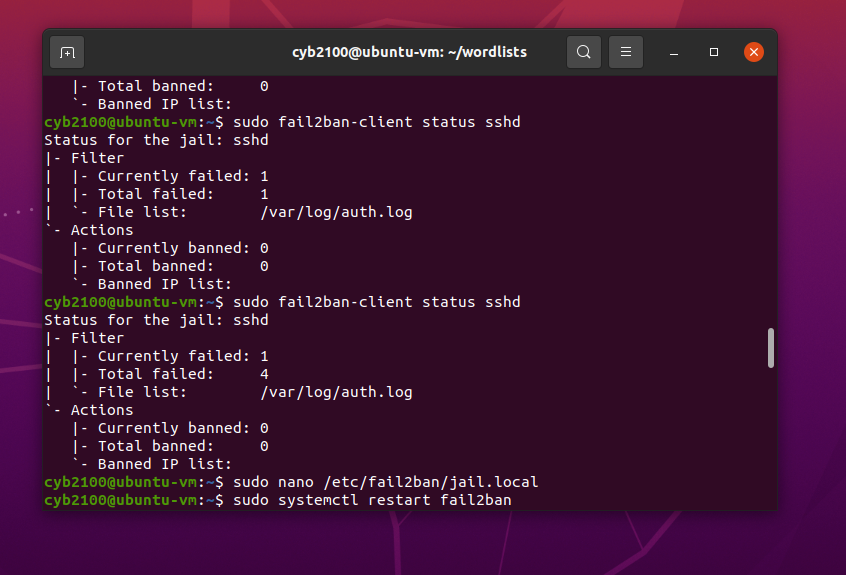 cyb2100@ubuntu-vm: ~/wordlists
   |- Total banned:     0
   `- Banned IP list:
cyb2100@ubuntu-vm:~$ sudo fail2ban-client status sshd
Status for the jail: sshd
|- Filter
|  |- Currently failed: 1
|  |- Total failed:     1
|  `- File list:        /var/log/auth.log
`- Actions
   |- Currently banned: 0
   |- Total banned:     0
   `- Banned IP list:
cyb2100@ubuntu-vm:~$ sudo fail2ban-client status sshd
Status for the jail: sshd
|- Filter
|  |- Currently failed: 1
|  |- Total failed:     4
|  `- File list:        /var/log/auth.log
`- Actions
   |- Currently banned: 0
   |- Total banned:     0
   `- Banned IP list:
cyb2100@ubuntu-vm:~$ sudo nano /etc/fail2ban/jail.local
cyb2100@ubuntu-vm:~$ sudo systemctl restart fail2ban